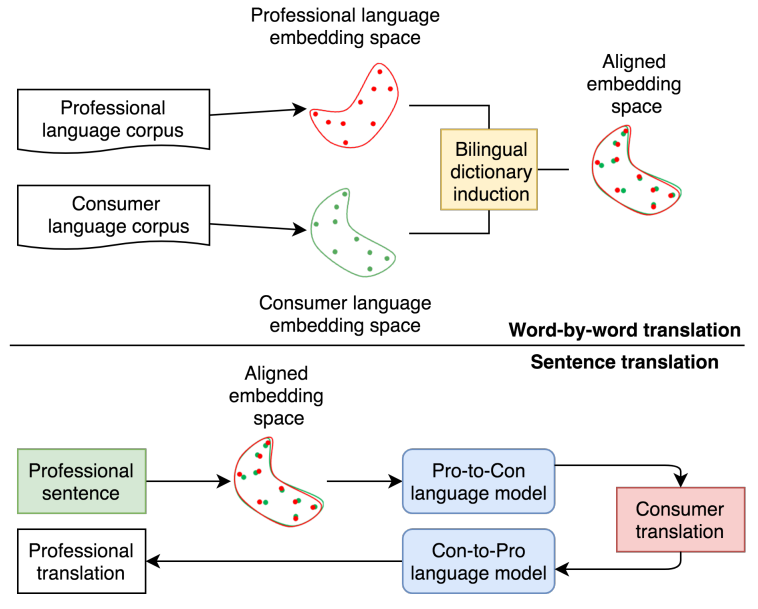 Professional language
embedding space
Aligned
embedding
space
Professional
language corpus
Bilingual
dictionary
induction
Consumer
language corpus
Consumer language
embedding space
Word-by-word translation
Sentence translation
Aligned
embedding
space
Professional
sentence
Pro-to-Con
language model
Consumer
translation
Professional
translation
Con-to-Pro
language model